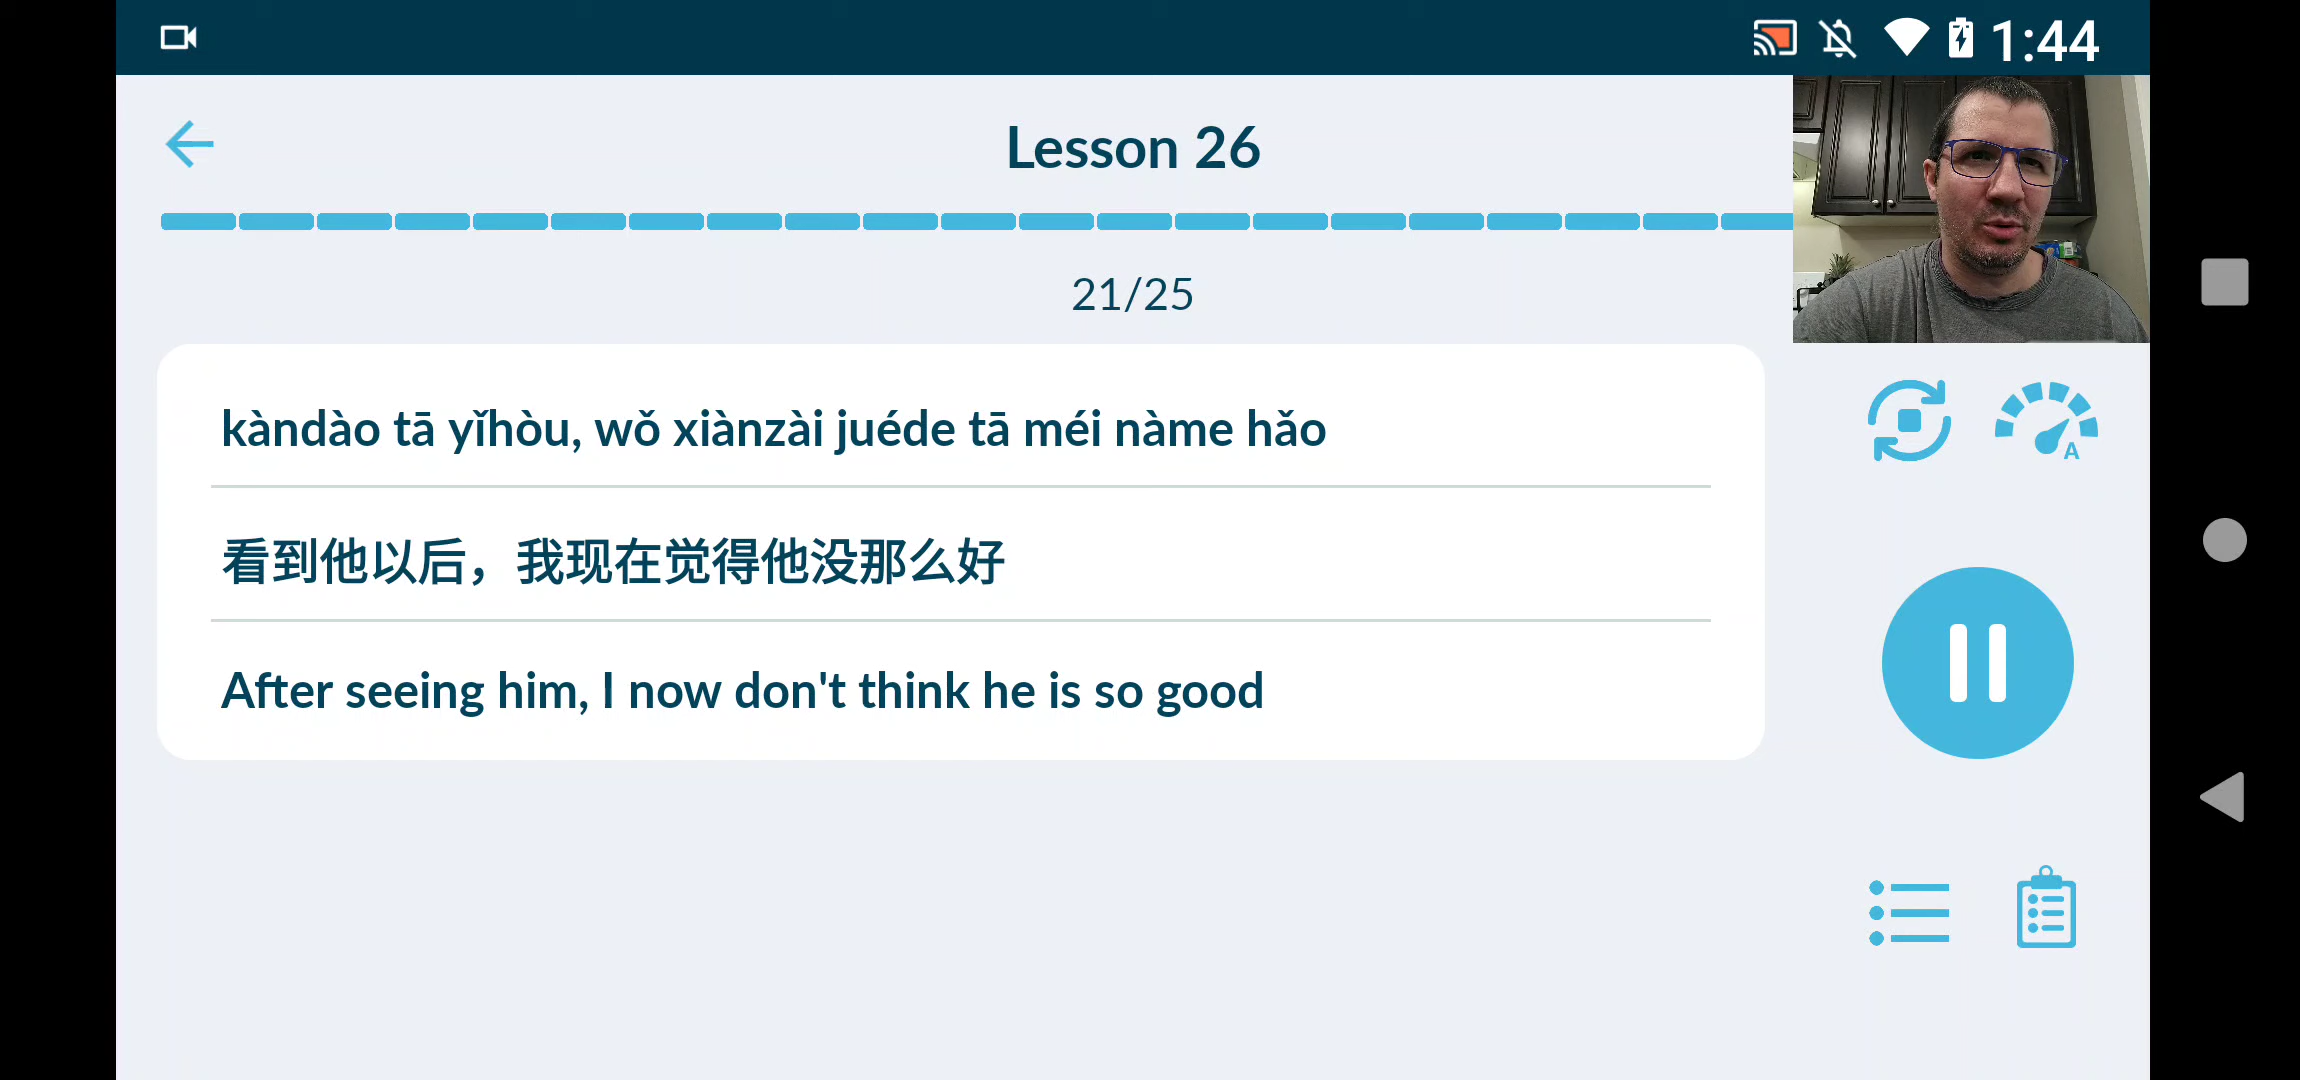 1:44
Lesson 26
21/25
kàndào tā yǐhòu, wǒ xiànzài juéde tā méi nàme hǎo
看到他以后，我现在觉得他没那么好
After seeing him, I now don't think he is so good
A